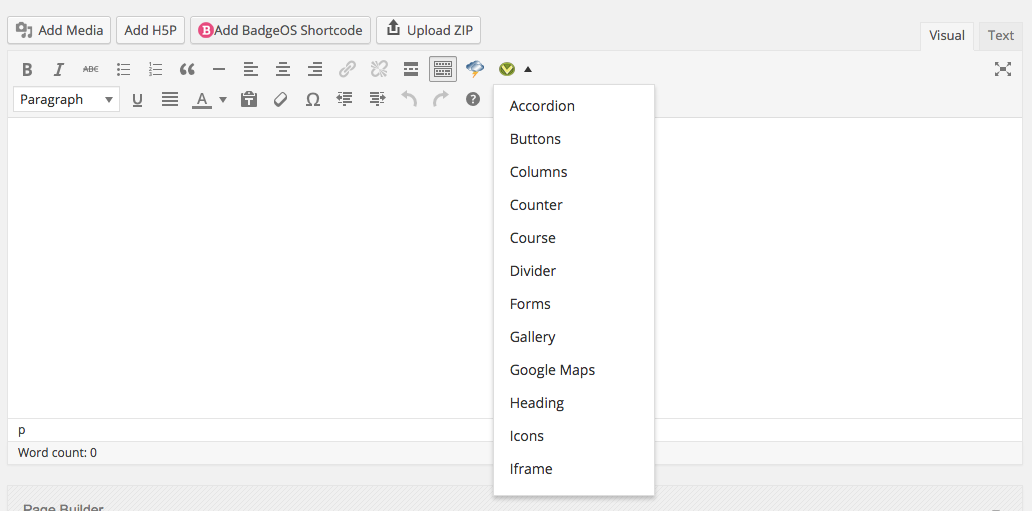 Add Media Add H5P BAdd BadgeOS Shortcode Upload ZIP
Visual Text
B I ABC
Paragraph U A T Ω ?
Accordion
Buttons
Columns
Counter
Course
Divider
Forms
Gallery
Google Maps
Heading
Icons
Iframe
p
Word count: 0
Page Builder